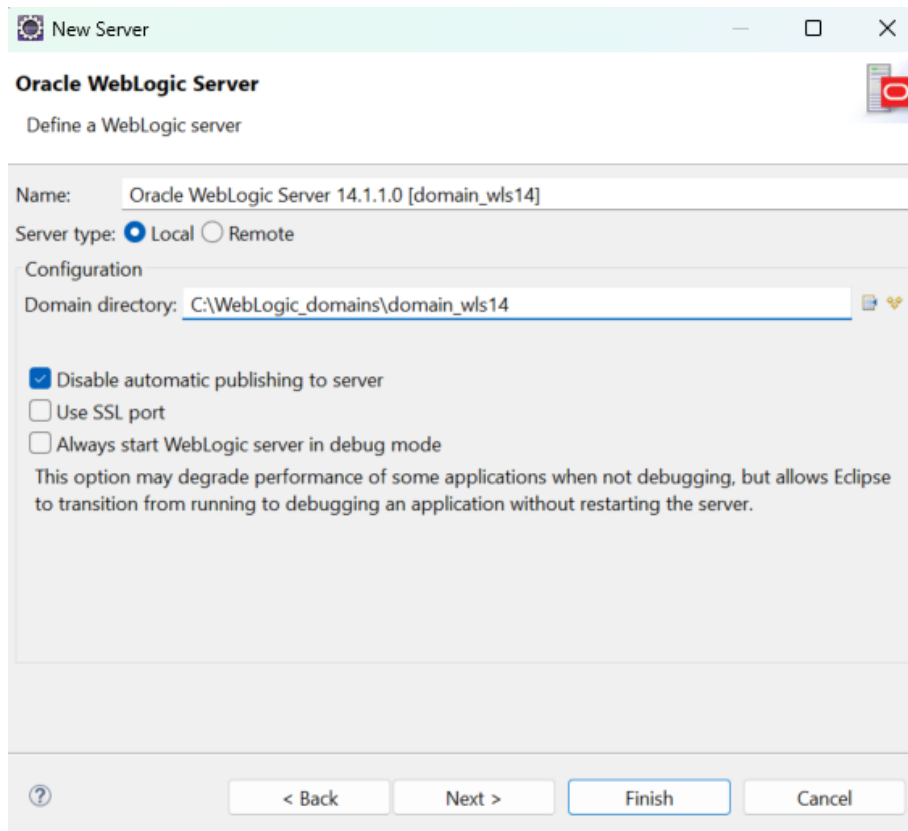 New Server
Oracle WebLogic Server
Define a WebLogic server
Name: Oracle WebLogic Server 14.1.1.0 [domain_wls14]
Server type: Local Remote
Configuration
Domain directory: C:\WebLogic_domains\domain_wls14
Disable automatic publishing to server
Use SSL port
Always start WebLogic server in debug mode
This option may degrade performance of some applications when not debugging, but allows Eclipse
to transition from running to debugging an application without restarting the server.
? < Back Next > Finish Cancel